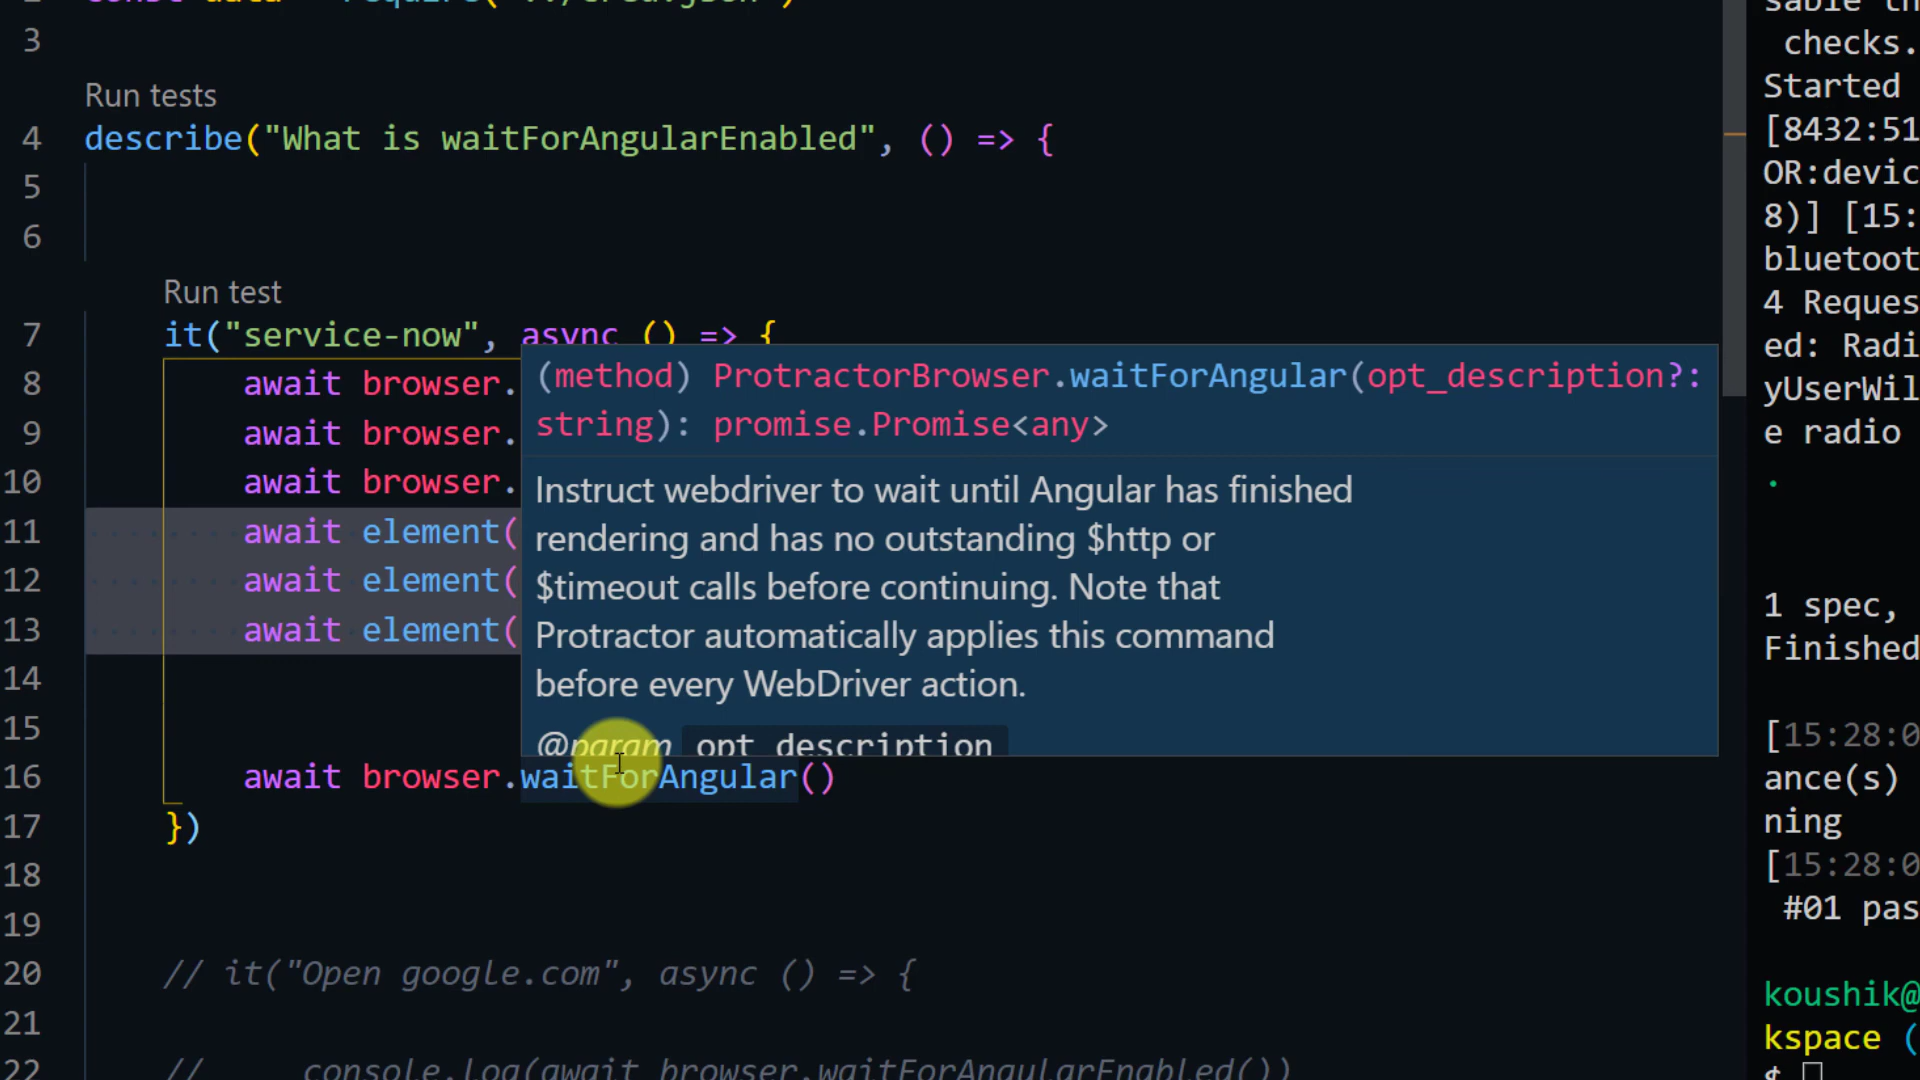 3
Run tests
4 describe("What is waitForAngularEnabled", () => {
5
6
Run test
7 it("service-now", async () => {
8 await browser.
9 await browser.
10 await browser.
11 await element(
12 await element(
13 await element(
14
15
16 await browser.waitForAngular()
17 })
18
19
20 // it("Open google.com", async () => {
21
22 // console.log(await browser.waitForAngularEnabled())
(method) ProtractorBrowser.waitForAngular(opt_description?:
string): promise.Promise<any>
Instruct webdriver to wait until Angular has finished
rendering and has no outstanding $http or
$timeout calls before continuing. Note that
Protractor automatically applies this command
before every WebDriver action.
@param opt_description
checks.
Started
[8432:51
OR:devic
8)] [15:
bluetoot
4 Reques
ed: Radi
yUserWil
e radio
.
1 spec,
Finished
[15:28:0
ance(s)
ning
[15:28:0
#01 pas
koushik@
kspace (
$